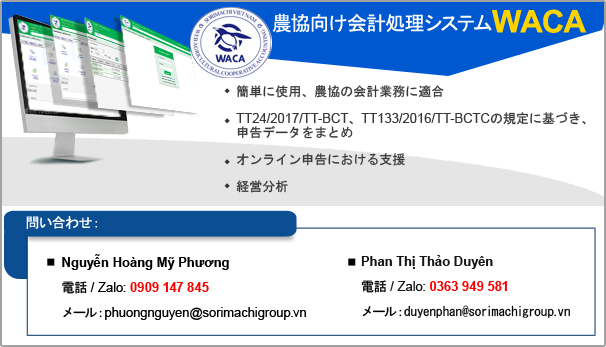 農協向け会計処理システムWACA
SORIMACHI VIET NAM
WACA
簡単に使用、農協の会計業務に適合
TT24/2017/TT-BCT、TT133/2016/TT-BCTCの規定に基づき、
申告データをまとめ
オンライン申告における支援
経営分析
問い合わせ：
Nguyễn Hoàng Mỹ Phương
電話 / Zalo: 0909 147 845
メール：phuongnguyen@sorimachigroup.vn
Phan Thị Thảo Duyên
電話 / Zalo: 0363 949 581
メール：duyenphan@sorimachigroup.vn